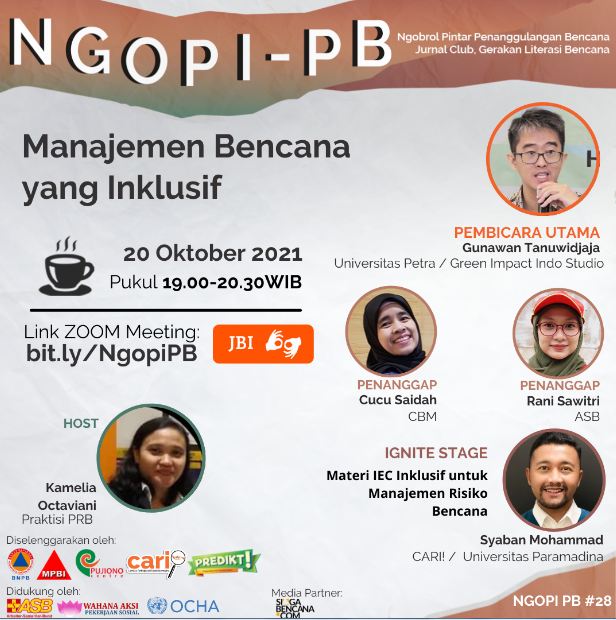 NGOPI-PB
Ngobrol Pintar Penanggulangan Bencana
Jurnal Club, Gerakan Literasi Bencana
Manajemen Bencana
yang Inklusif
H
20 Oktober 2021
Pukul 19.00-20.30WIB
Link ZOOM Meeting:
bit.ly/NgopiPB
JBI
PEMBICARA UTAMA
Gunawan Tanuwidjaja
Universitas Petra / Green Impact Indo Studio
PENANGGAP
Cucu Saidah
CBM
PENANGGAP
Rani Sawitri
ASB
HOST
Kamelia
Octaviani
Praktisi PRB
IGNITE STAGE
Materi IEC Inklusif untuk
Manajemen Risiko
Bencana
Syaban Mohammad
CARI! / Universitas Paramadina
Diselenggarakan oleh:
BNPB
MPBI
PUJIONO
CENTRE
cari
PREDIKT!
Didukung oleh:
ASB
WAHANA AKSI
PEKERJAAN SOSIAL
OCHA
Media Partner:
SIAGA
BENCANA
.COM
NGOPI PB #28